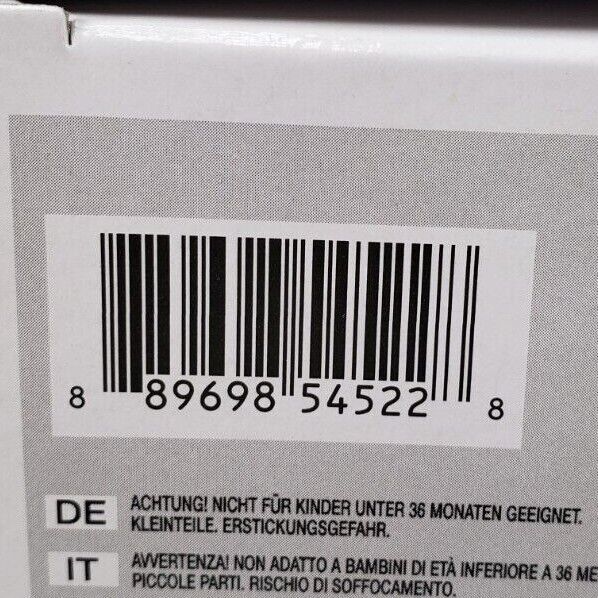 8 89698 54522 8
DE
ACHTUNG! NICHT FÜR KINDER UNTER 36 MONATEN GEEIGNET.
KLEINTEILE. ERSTICKUNGSGEFAHR.
IT
AVVERTENZA! NON ADATTO A BAMBINI DI ETÀ INFERIORE A 36 ME
PICCOLE PARTI. RISCHIO DI SOFFOCAMENTO.